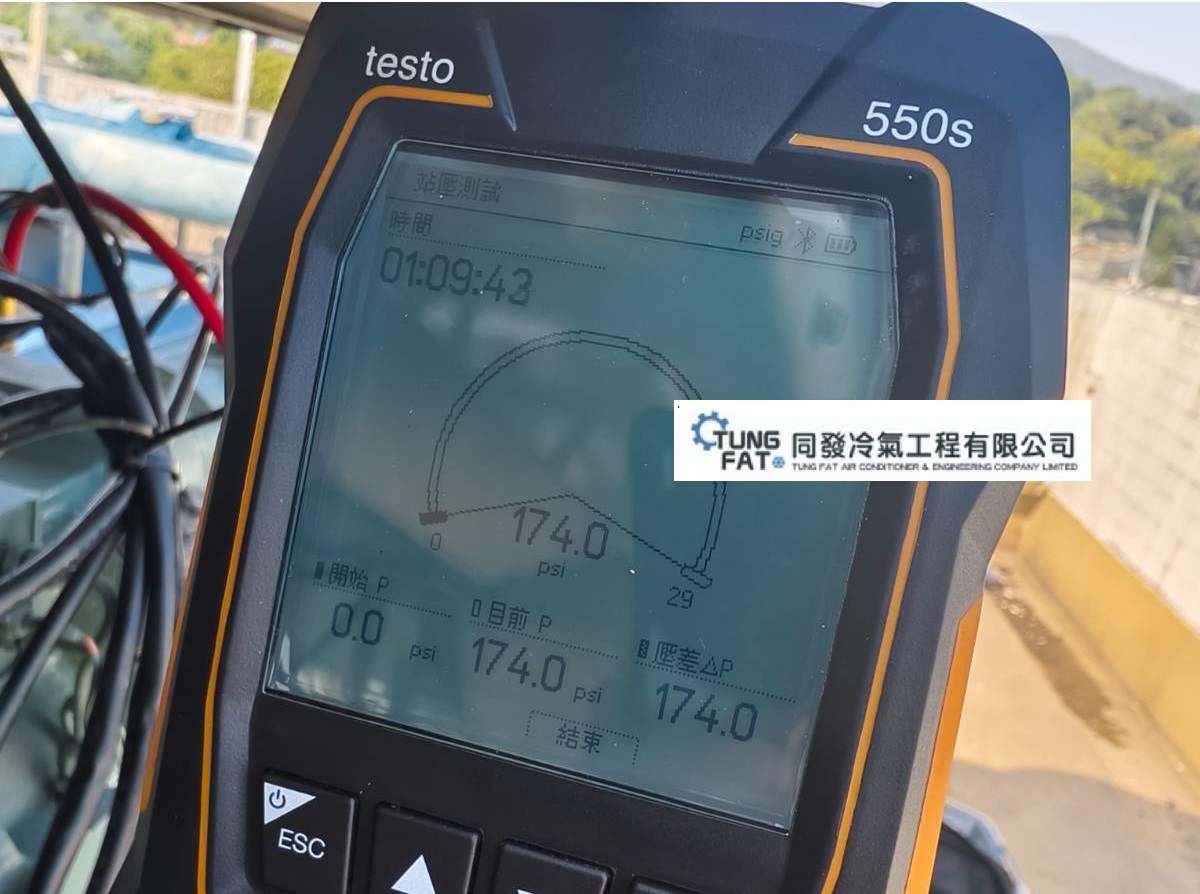 testo
550s
站壓測試
psig
時間
01:09:43
TUNG FAT
同發冷氣工程有限公司
TUNG FAT AIR CONDITIONER & ENGINEERING COMPANY LIMITED
174.0
psi
0
29
開始 P
0.0 psi
目前 P
174.0 psi
壓差△P
174.0
結束
ESC